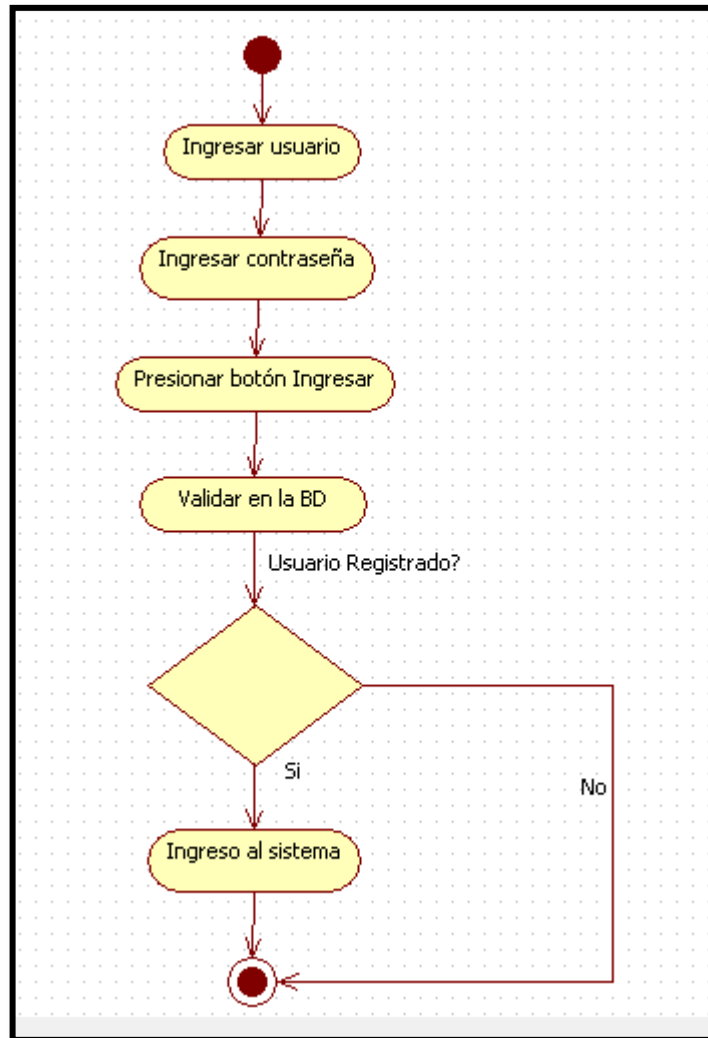 Ingresar usuario
Ingresar contraseña
Presionar botón Ingresar
Validar en la BD
Usuario Registrado?
Si
No
Ingreso al sistema